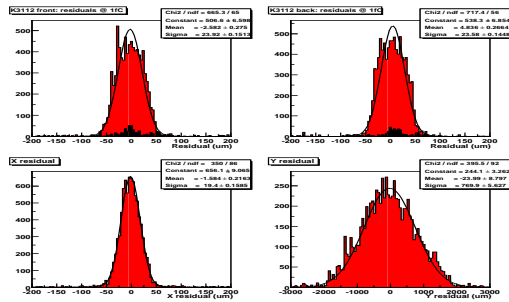 K3112 front: residuals @ 1fC
Chi2 / ndf = 665.3 / 65
Constant = 506.6 ± 6.598
Mean = -2.592 ± 0.275
Sigma = 23.92 ± 0.1513
500
400
300
200
100
0
-200 -150 -100 -50 0 50 100 150 200
Residual (um)
K3112 back: residuals @ 1fC
Chi2 / ndf = 717.4 / 56
Constant = 538.3 ± 6.854
Mean = 4.836 ± 0.2664
Sigma = 23.58 ± 0.1448
500
400
300
200
100
0
-200 -150 -100 -50 0 50 100 150 200
Residual (um)
X residual
Chi2 / ndf = 350 / 86
Constant = 656.1 ± 9.065
Mean = -1.584 ± 0.2163
Sigma = 19.4 ± 0.1585
600
500
400
300
200
100
0
-200 -150 -100 -50 0 50 100 150 200
X residual (um)
Y residual
Chi2 / ndf = 395.5 / 92
Constant = 244.1 ± 3.262
Mean = -23.99 ± 8.797
Sigma = 769.9 ± 5.627
250
200
150
100
50
0
-3000 -2000 -1000 0 1000 2000 3000
Y residual (um)